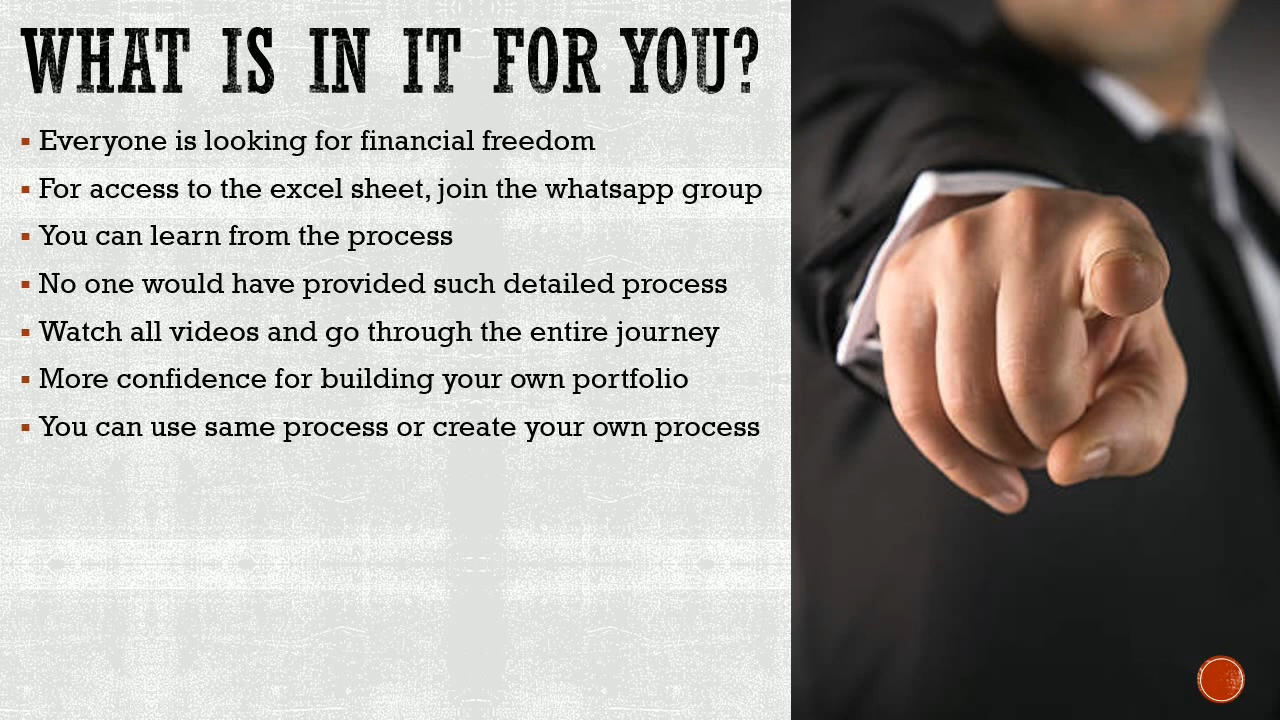 WHAT IS IN IT FOR YOU?
Everyone is looking for financial freedom
For access to the excel sheet, join the whatsapp group
You can learn from the process
No one would have provided such detailed process
Watch all videos and go through the entire journey
More confidence for building your own portfolio
You can use same process or create your own process